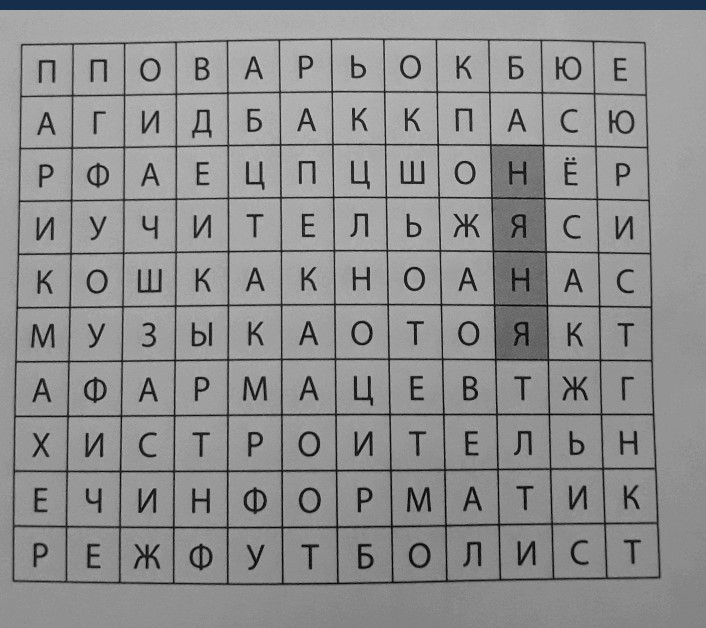 П П О В А Р Ь О К Б Ю Е
А Г И Д Б А К К П А С Ю
Р Ф А Е Ц П Ц Ш О Н Ё Р
И У Ч И Т Е Л Ь Ж Я С И
К О Ш К А К Н О А Н А С
М У З Ы К А О Т О Я К Т
А Ф А Р М А Ц Е В Т Ж Г
Х И С Т Р О И Т Е Л Ь Н
Е Ч И Н Ф О Р М А Т И К
Р Е Ж Ф У Т Б О Л И С Т